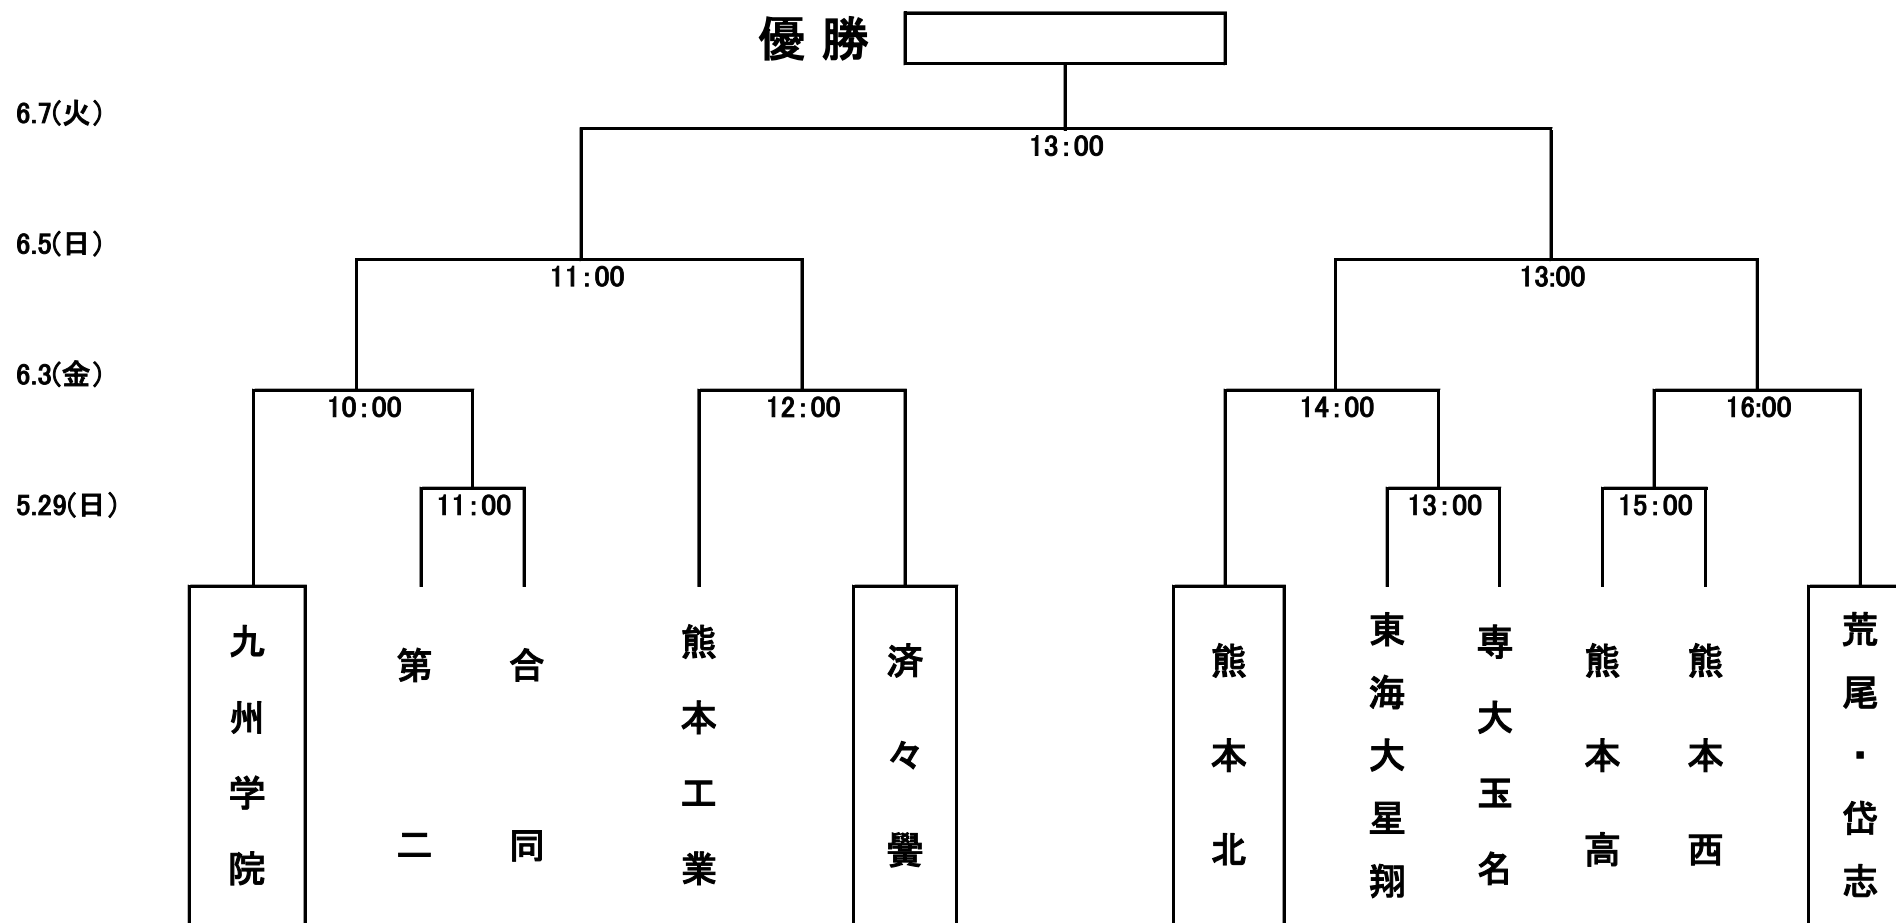 優勝
6.7(火)
13:00
6.5(日)
11:00
13:00
6.3(金)
10:00
12:00
14:00
16:00
5.29(日)
11:00
13:00
15:00
九州学院
第二
合同
熊本工業
済々黌
熊本北
東海大星翔
専大玉名
熊本高
熊本西
荒尾・岱志